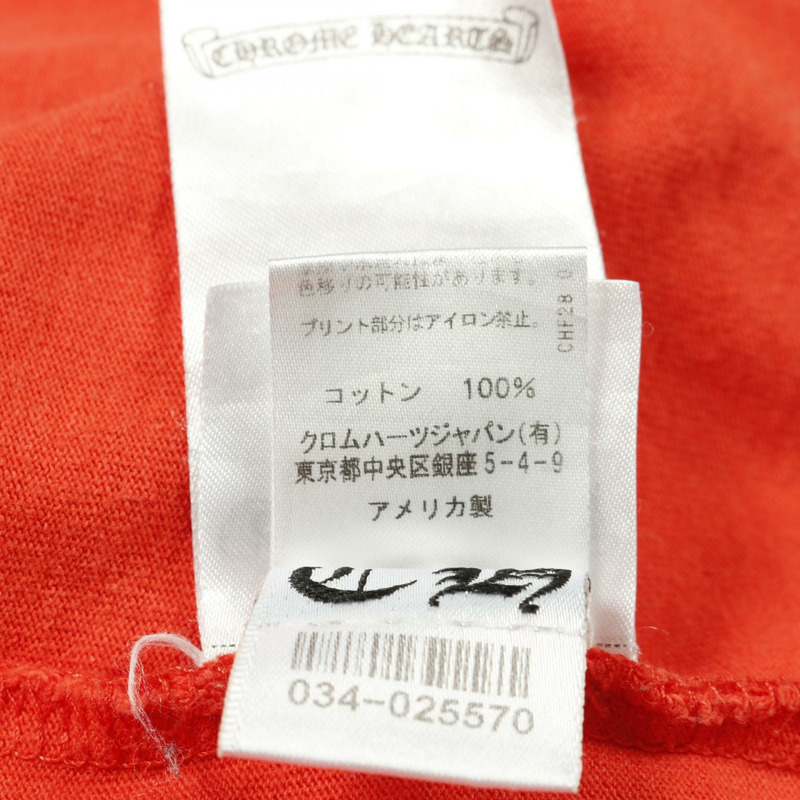 CHROME HEARTS
色移りの可能性があります。
プリント部分はアイロン禁止。
CHF28 0
コットン 100%
クロムハーツジャパン(有)
東京都中央区銀座5-4-9
アメリカ製
034-025570